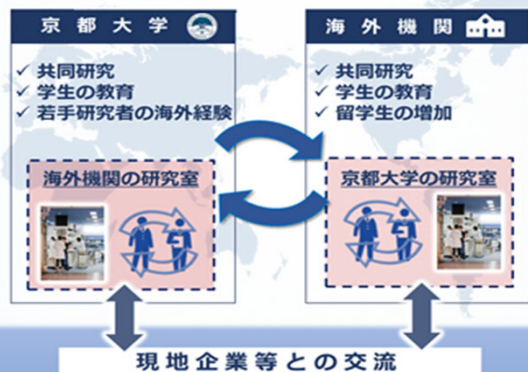 京都大学
✓ 共同研究
✓ 学生の教育
✓ 若手研究者の海外経験
海外機関の研究室
海外機関
✓ 共同研究
✓ 学生の教育
✓ 留学生の増加
京都大学の研究室
現地企業等との交流